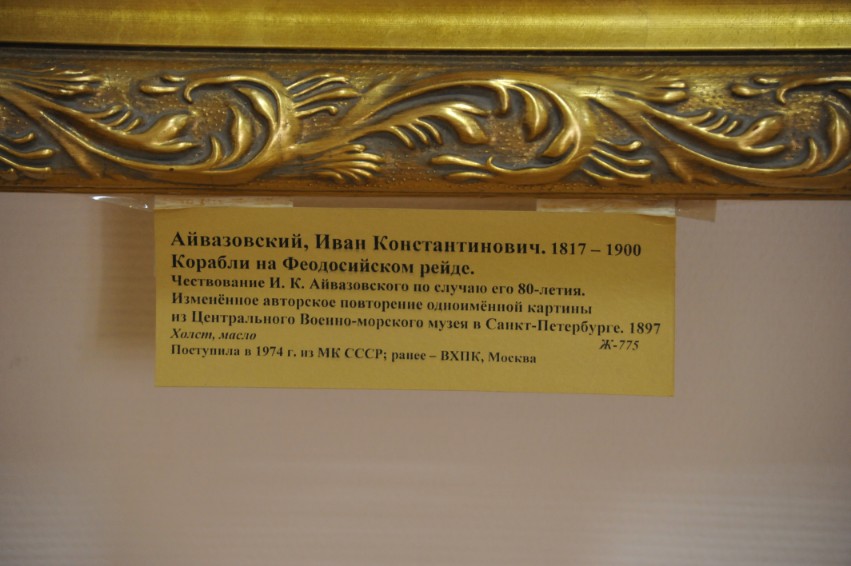 Айвазовский, Иван Константинович. 1817 – 1900
Корабли на Феодосийском рейде.
Чествование И. К. Айвазовского по случаю его 80-летия.
Изменённое авторское повторение одноимённой картины
из Центрального Военно-морского музея в Санкт-Петербурге. 1897
Холст, масло Ж-775
Поступила в 1974 г. из МК СССР; ранее – ВХПК, Москва